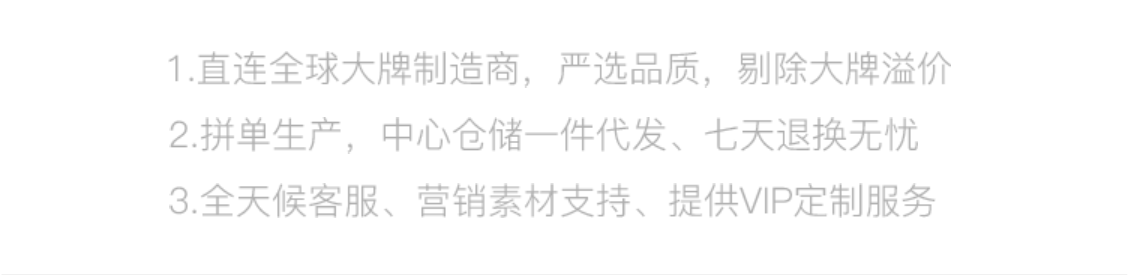 1.直连全球大牌制造商，严选品质，剔除大牌溢价
2.拼单生产，中心仓储一件代发、七天退换无忧
3.全天候客服、营销素材支持、提供VIP定制服务